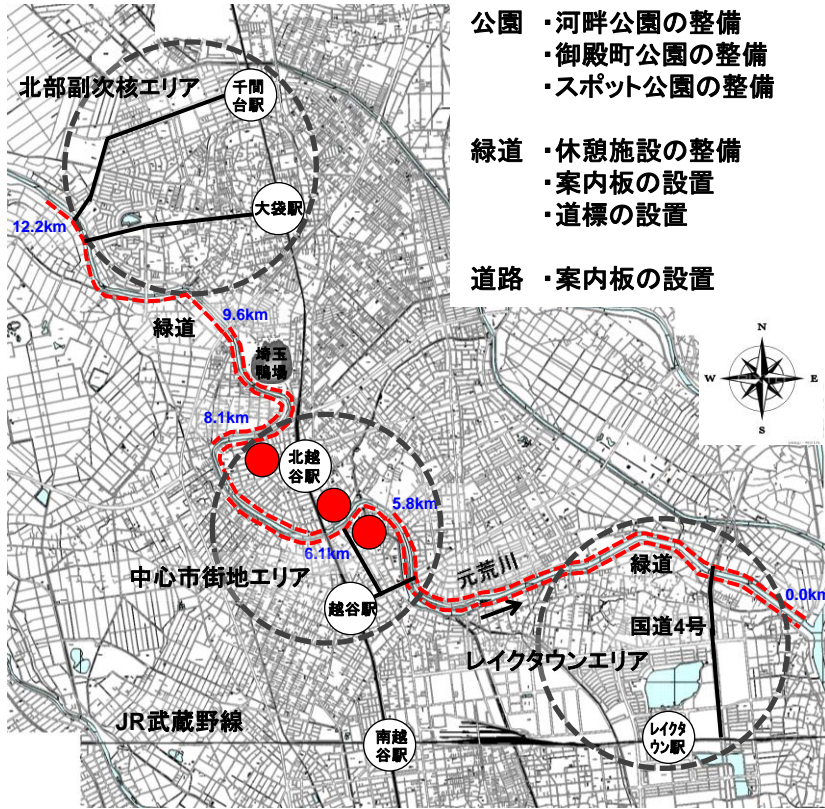 公園 ・河畔公園の整備
・御殿町公園の整備
・スポット公園の整備
緑道 ・休憩施設の整備
・案内板の設置
・道標の設置
道路 ・案内板の設置
北部副次核エリア
千間
台駅
大袋駅
12.2km
緑道
9.6km
埼玉
鴨場
N
W
E
S
8.1km
北越
谷駅
5.8km
6.1km
中心市街地エリア
元荒川
緑道
0.0km
越谷駅
国道4号
レイクタウンエリア
JR武蔵野線
南越
谷駅
レイクタ
ウン駅